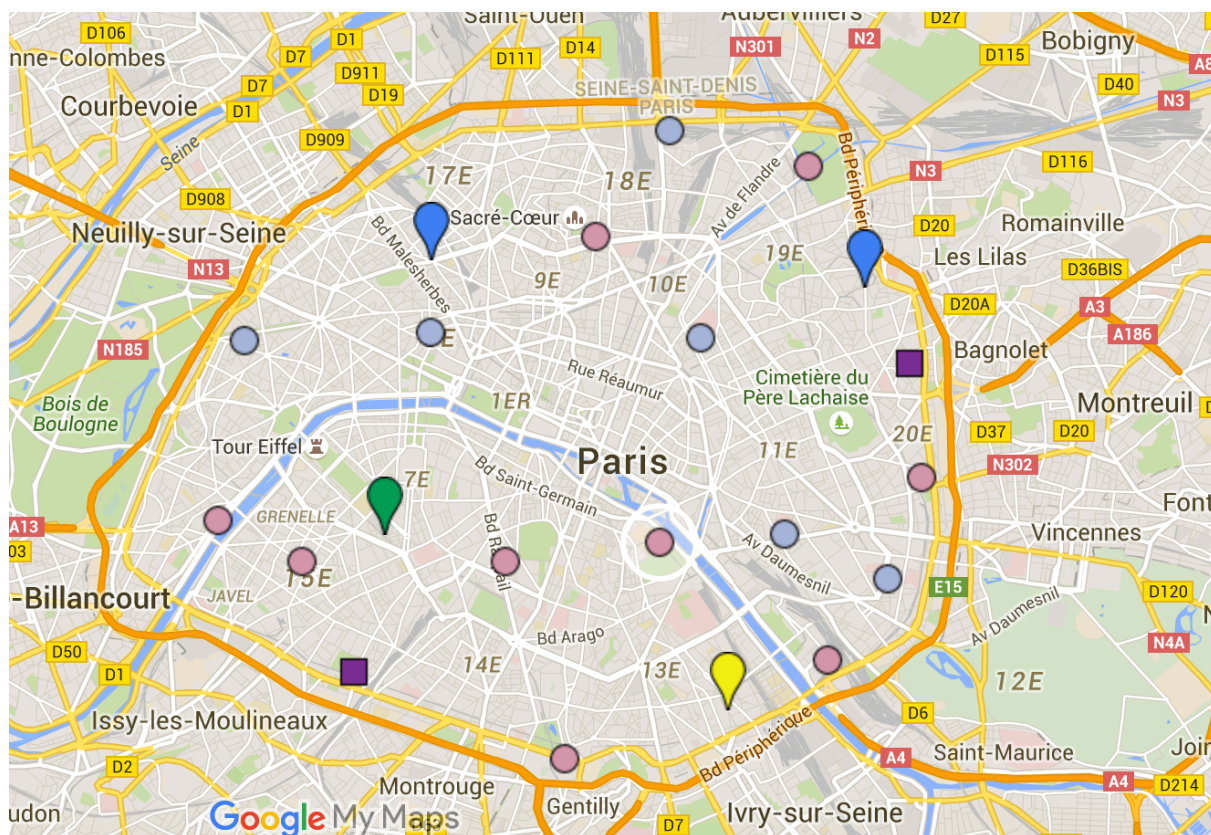 D106
Saint-Ouen
Aubervilliers
D27
nne-Colombes
D7
D1
D14
N301
N2
Bobigny
D7
D911
D111
D115
A8
Courbevoie
D1
D19
SEINE-SAINT-DENIS
PARIS
D40
N3
Seine
D909
Bd Périphérique
D116
17E
18E
Av de Flandre
N3
D908
Neuilly-sur-Seine
Bd Malesherbes
Sacré-Cœur
D20
Romainville
N13
9E
10E
19E
Les Lilas
D36BIS
D20A
A3
N185
E
A186
Bagnolet
Rue Réaumur
Bois de
Boulogne
1ER
Cimetière du
Père Lachaise
Montreuil
Tour Eiffel
Paris
11E
20E
D37
D20
7E
Bd Saint-Germain
N302
Font
A13
GRENELLE
Vincennes
03
Bd Raspail
Av Daumesnil
15E
-Billancourt
JAVEL
E15
D120
Av Daumesnil
N
D50
Bd Arago
N4A
D1
14E
13E
12E
Issy-les-Moulineaux
D6
Bd Périphérique
Saint-Maurice
Join
D2
A4
A4
D214
Montrouge
Gentilly
udon
Google My Maps
D7
Ivry-sur-Seine